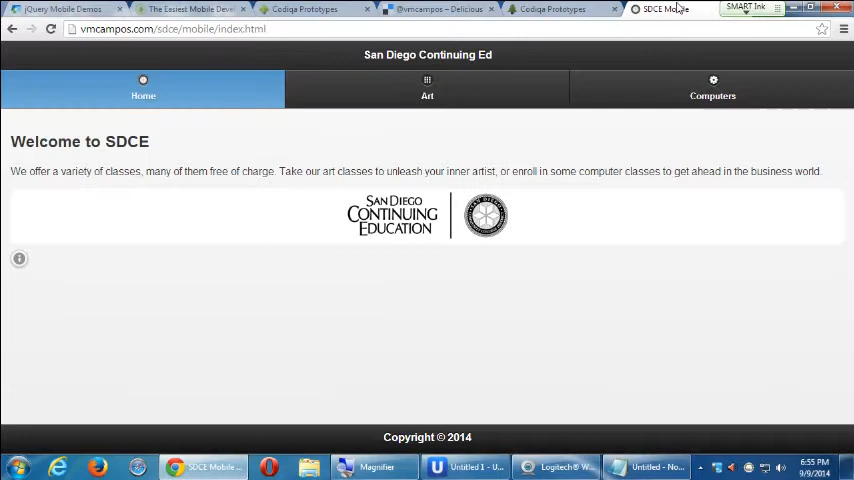 jQuery Mobile Demos
The Easiest Mobile Devel
Codiqa Prototypes
@vmcampos – Delicious
Codiqa Prototypes
SDCE Mobile
SMART Ink
vmcampos.com/sdce/mobile/index.html
San Diego Continuing Ed
Home
Art
Computers
Welcome to SDCE
We offer a variety of classes, many of them free of charge. Take our art classes to unleash your inner artist, or enroll in some computer classes to get ahead in the business world.
SAN DIEGO
CONTINUING
EDUCATION
Copyright © 2014
SDCE Mobile ...
Magnifier
Untitled 1 - U...
Logitech® W...
Untitled - No...
6:55 PM
9/9/2014